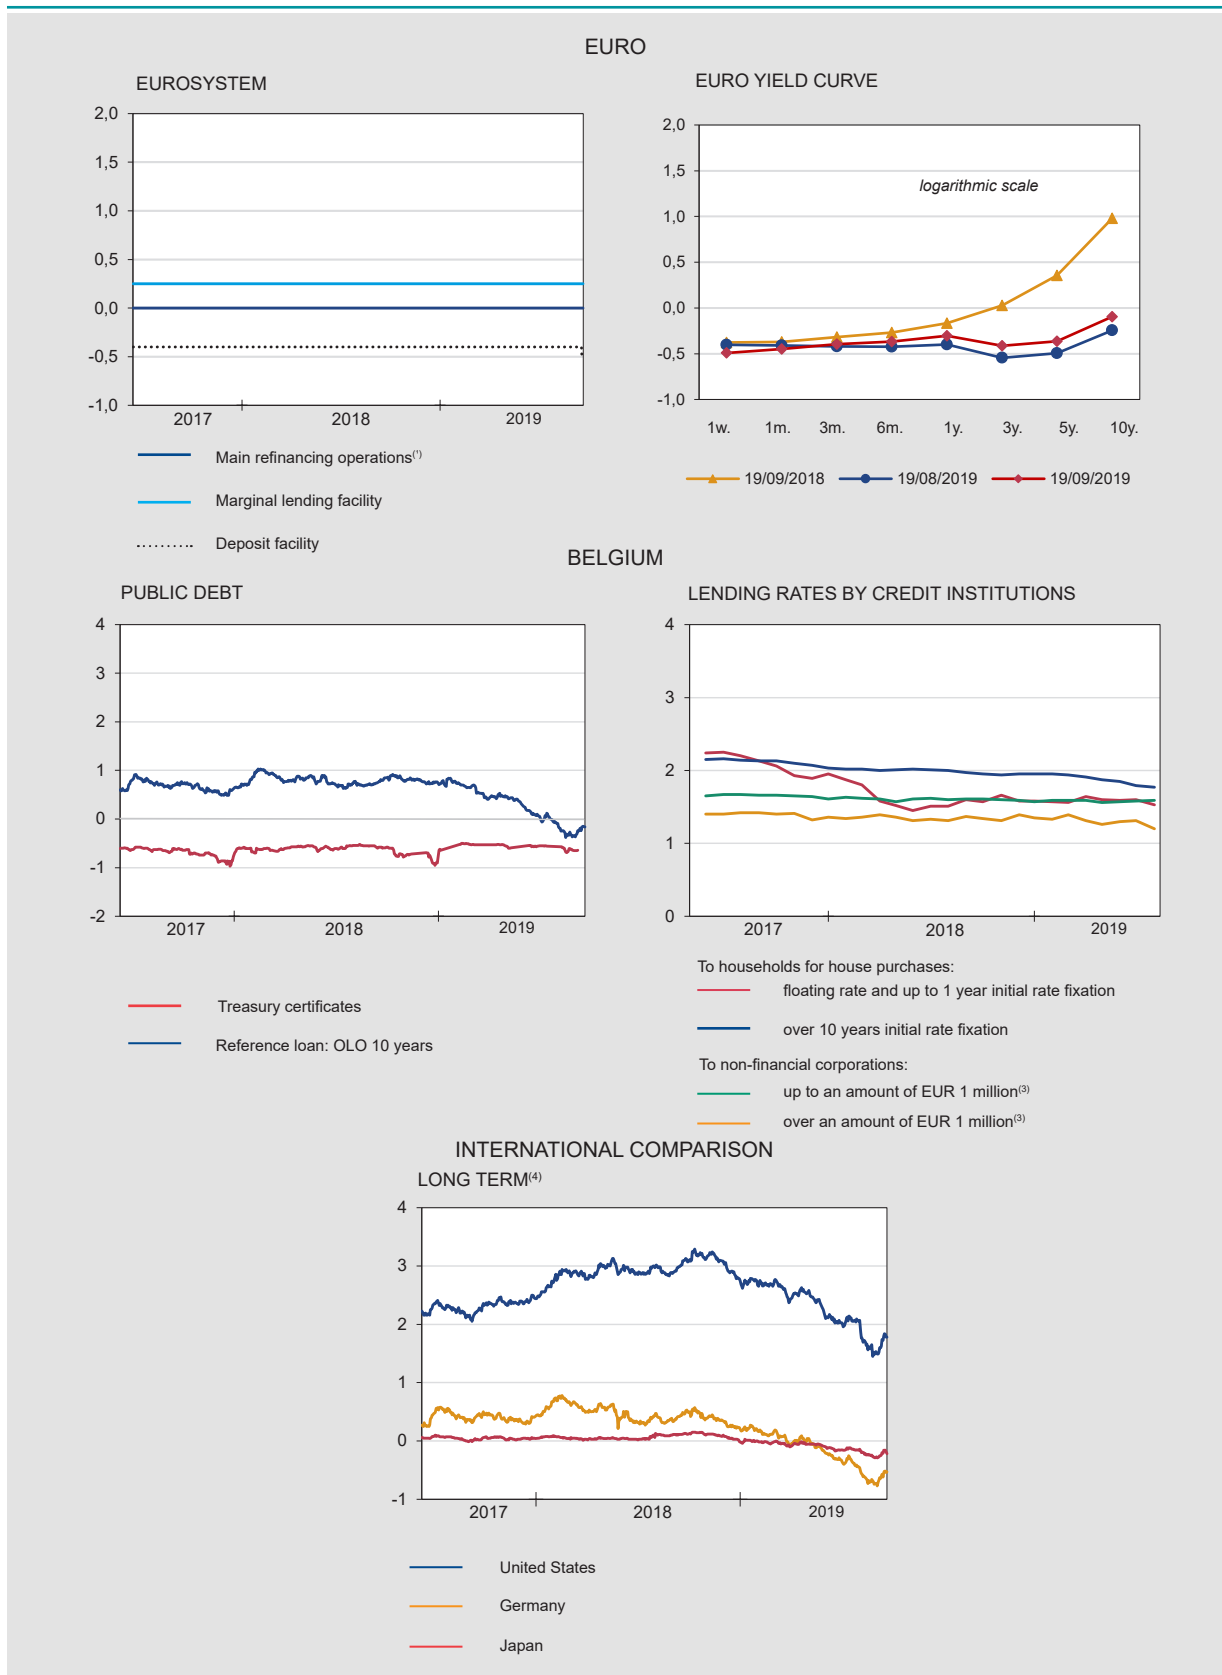 EURO
EUROSYSTEM
2,0
1,5
1,0
0,5
0,0
-0,5
-1,0
2017
2018
2019
Main refinancing operations(¹)
Marginal lending facility
Deposit facility
EURO YIELD CURVE
2,0
1,5
1,0
0,5
0,0
-0,5
-1,0
logarithmic scale
1w.
1m.
3m.
6m.
1y.
3y.
5y.
10y.
19/09/2018
19/08/2019
19/09/2019
BELGIUM
PUBLIC DEBT
4
3
2
1
0
-1
-2
2017
2018
2019
Treasury certificates
Reference loan: OLO 10 years
LENDING RATES BY CREDIT INSTITUTIONS
4
3
2
1
0
2017
2018
2019
To households for house purchases:
floating rate and up to 1 year initial rate fixation
over 10 years initial rate fixation
To non-financial corporations:
up to an amount of EUR 1 million(3)
over an amount of EUR 1 million(3)
INTERNATIONAL COMPARISON
LONG TERM(4)
4
3
2
1
0
-1
2017
2018
2019
United States
Germany
Japan